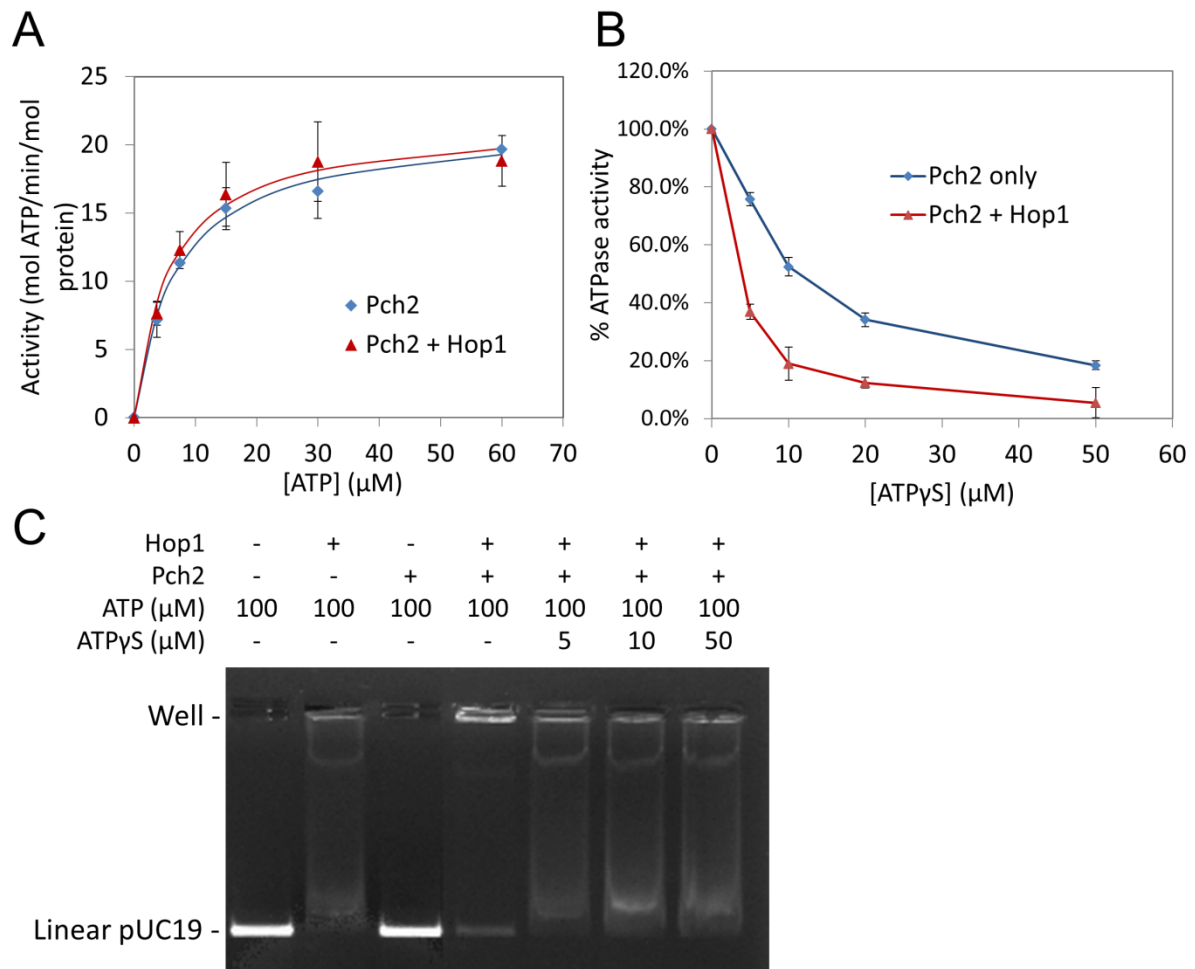 A
25
20
15
10
5
0
0 10 20 30 40 50 60 70
Activity (mol ATP/min/mol
protein)
[ATP] (µM)
Pch2
Pch2 + Hop1
B
120.0%
100.0%
80.0%
60.0%
40.0%
20.0%
0.0%
0 10 20 30 40 50 60
% ATPase activity
[ATPγS] (µM)
Pch2 only
Pch2 + Hop1
C
Hop1 - + - + + + +
Pch2 - - + + + + +
ATP (µM) 100 100 100 100 100 100 100
ATPγS (µM) - - - - 5 10 50
Well -
Linear pUC19 -